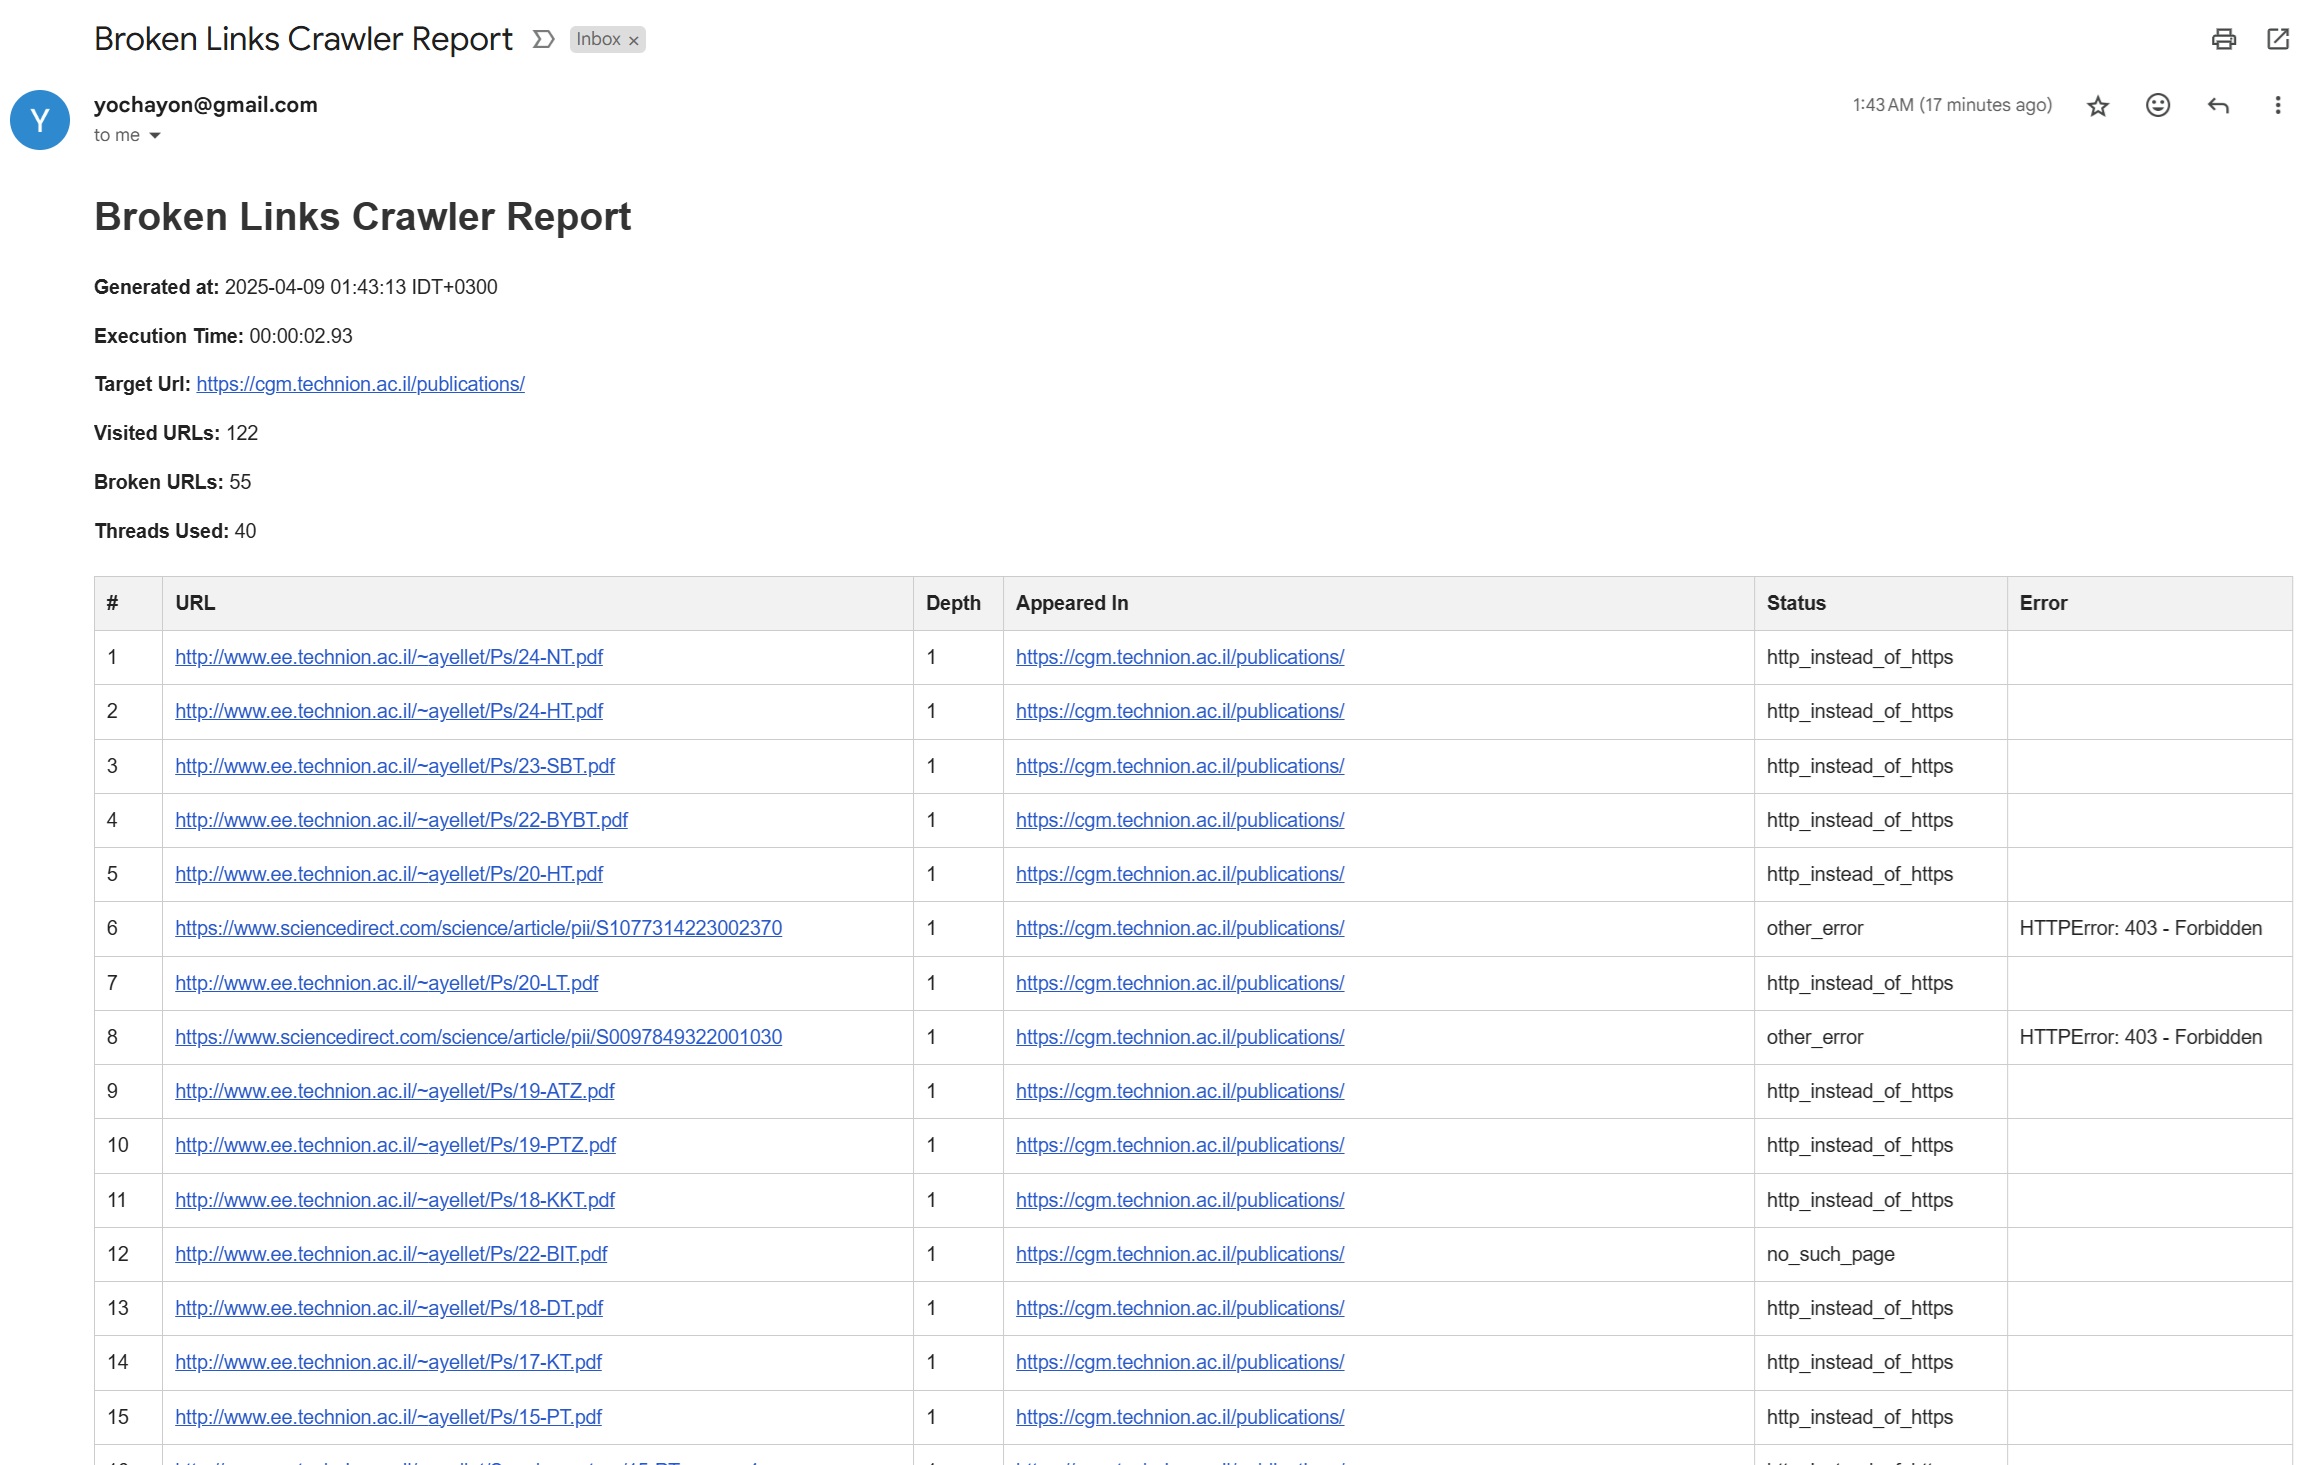 Broken Links Crawler Report Inbox ×
Y
yochayon@gmail.com 1:43 AM (17 minutes ago)
to me
Broken Links Crawler Report
Generated at: 2025-04-09 01:43:13 IDT+0300
Execution Time: 00:00:02.93
Target Url: https://cgm.technion.ac.il/publications/
Visited URLs: 122
Broken URLs: 55
Threads Used: 40
# URL Depth Appeared In Status Error
1 http://www.ee.technion.ac.il/~ayellet/Ps/24-NT.pdf 1 https://cgm.technion.ac.il/publications/ http_instead_of_https
2 http://www.ee.technion.ac.il/~ayellet/Ps/24-HT.pdf 1 https://cgm.technion.ac.il/publications/ http_instead_of_https
3 http://www.ee.technion.ac.il/~ayellet/Ps/23-SBT.pdf 1 https://cgm.technion.ac.il/publications/ http_instead_of_https
4 http://www.ee.technion.ac.il/~ayellet/Ps/22-BYBT.pdf 1 https://cgm.technion.ac.il/publications/ http_instead_of_https
5 http://www.ee.technion.ac.il/~ayellet/Ps/20-HT.pdf 1 https://cgm.technion.ac.il/publications/ http_instead_of_https
6 https://www.sciencedirect.com/science/article/pii/S1077314223002370 1 https://cgm.technion.ac.il/publications/ other_error HTTPError: 403 - Forbidden
7 http://www.ee.technion.ac.il/~ayellet/Ps/20-LT.pdf 1 https://cgm.technion.ac.il/publications/ http_instead_of_https
8 https://www.sciencedirect.com/science/article/pii/S0097849322001030 1 https://cgm.technion.ac.il/publications/ other_error HTTPError: 403 - Forbidden
9 http://www.ee.technion.ac.il/~ayellet/Ps/19-ATZ.pdf 1 https://cgm.technion.ac.il/publications/ http_instead_of_https
10 http://www.ee.technion.ac.il/~ayellet/Ps/19-PTZ.pdf 1 https://cgm.technion.ac.il/publications/ http_instead_of_https
11 http://www.ee.technion.ac.il/~ayellet/Ps/18-KKT.pdf 1 https://cgm.technion.ac.il/publications/ http_instead_of_https
12 http://www.ee.technion.ac.il/~ayellet/Ps/22-BIT.pdf 1 https://cgm.technion.ac.il/publications/ no_such_page
13 http://www.ee.technion.ac.il/~ayellet/Ps/18-DT.pdf 1 https://cgm.technion.ac.il/publications/ http_instead_of_https
14 http://www.ee.technion.ac.il/~ayellet/Ps/17-KT.pdf 1 https://cgm.technion.ac.il/publications/ http_instead_of_https
15 http://www.ee.technion.ac.il/~ayellet/Ps/15-PT.pdf 1 https://cgm.technion.ac.il/publications/ http_instead_of_https